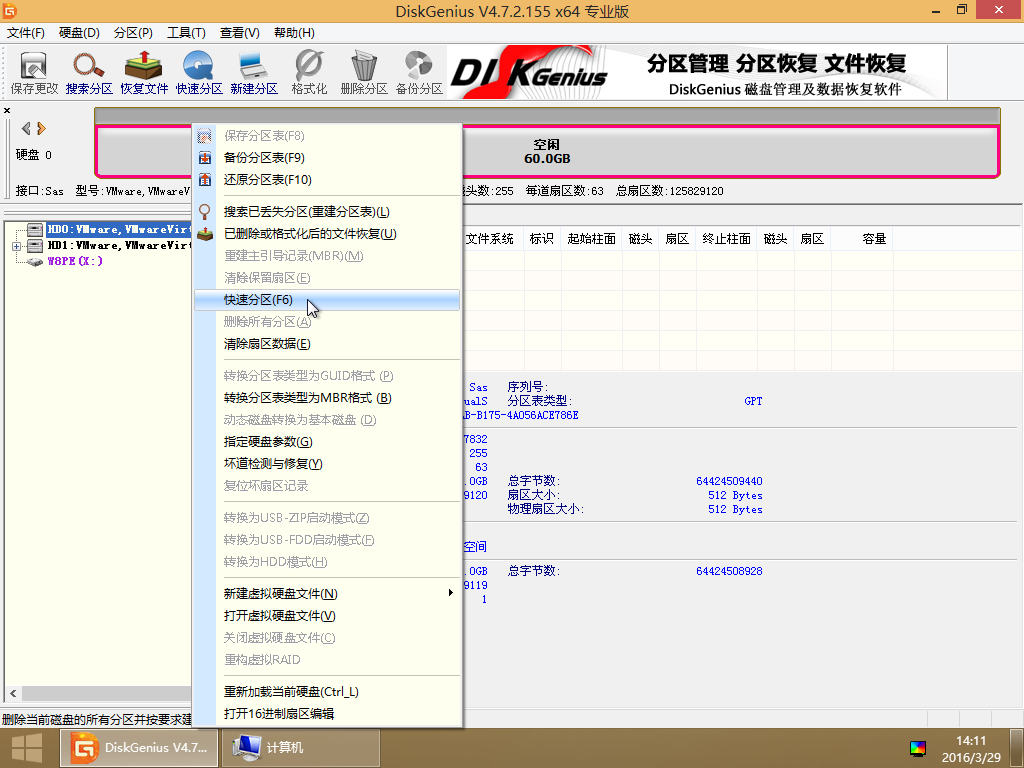 DiskGenius V4.7.2.155 x64 专业版
文件(F) 硬盘(D) 分区(P) 工具(T) 查看(V) 帮助(H)
保存更改 搜索分区 恢复文件 快速分区 新建分区 格式化 删除分区 备份分区
DISKGenius
分区管理 分区恢复 文件恢复
DiskGenius 磁盘管理及数据恢复软件
硬盘 0
空闲
60.0GB
接口:Sas 型号:VMware,VMwareV
头数:255 每道扇区数:63 总扇区数:125829120
HD0:VMware,VMwareVirt
HD1:VMware,VMwareVirt
W8PE(X:)
保存分区表(F8)
备份分区表(F9)
还原分区表(F10)
搜索已丢失分区(重建分区表)(L)
已删除或格式化后的文件恢复(U)
重建主引导记录(MBR)(M)
清除保留扇区(E)
快速分区(F6)
删除所有分区(A)
清除扇区数据(E)
转换分区表类型为GUID格式 (P)
转换分区表类型为MBR格式 (B)
动态磁盘转换为基本磁盘 (D)
指定硬盘参数(G)
坏道检测与修复(Y)
复位坏扇区记录
转换为USB-ZIP启动模式(Z)
转换为USB-FDD启动模式(F)
转换为HDD模式(H)
新建虚拟硬盘文件(N)
打开虚拟硬盘文件(V)
关闭虚拟硬盘文件(C)
重构虚拟RAID
重新加载当前硬盘(Ctrl_L)
打开16进制扇区编辑
文件系统 标识 起始柱面 磁头 扇区 终止柱面 磁头 扇区 容量
Sas 序列号:
ualS 分区表类型: GPT
B-B175-4A056ACE786E
7832
255
63
.0GB 总字节数: 64424509440
9120 扇区大小: 512 Bytes
物理扇区大小: 512 Bytes
空间
.0GB 总字节数: 64424508928
9119
1
删除当前磁盘的所有分区并按要求建
DiskGenius V4.7...
计算机
14:11
2016/3/29